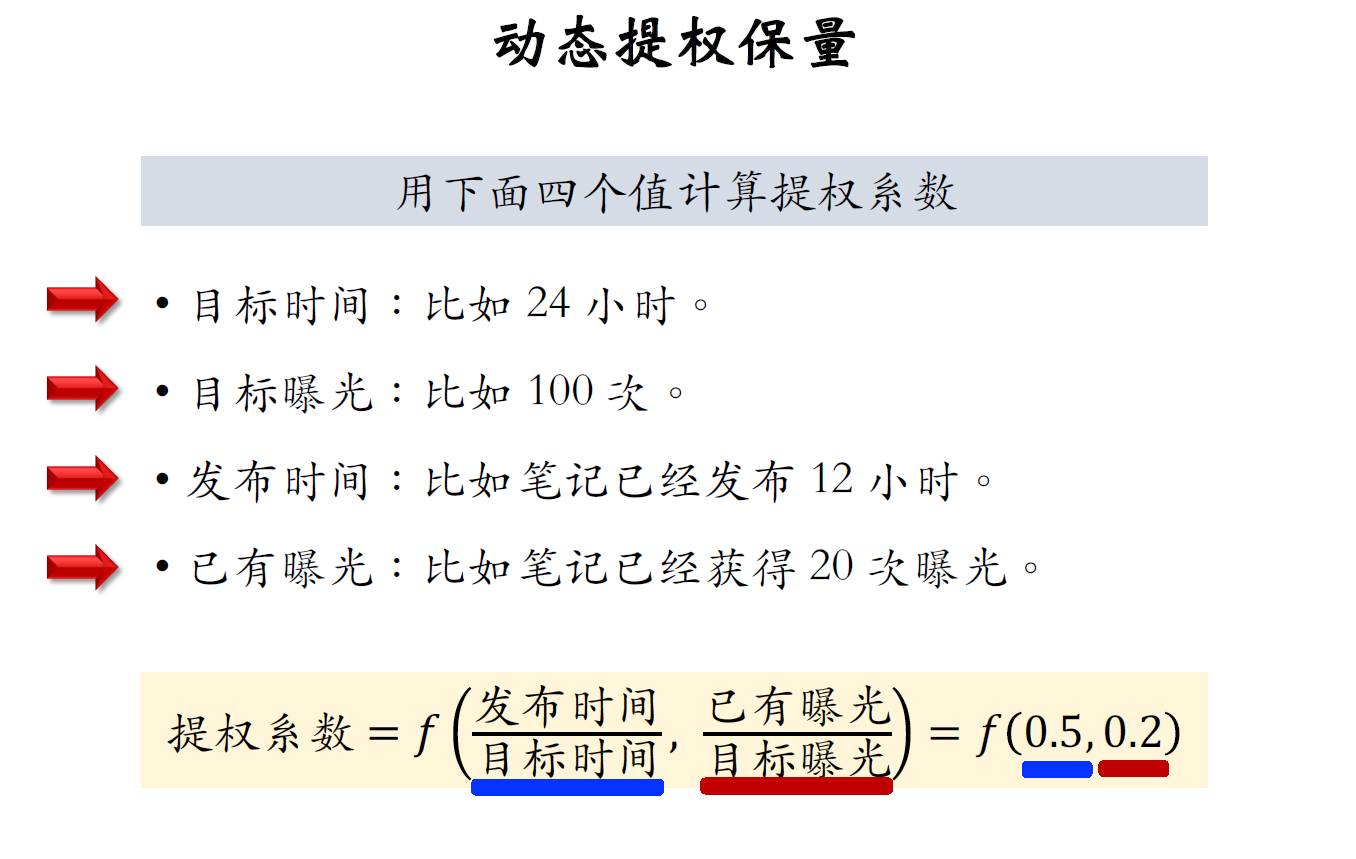 动态提权保量
用下面四个值计算提权系数
• 目标时间：比如 24 小时。
• 目标曝光：比如 100 次。
• 发布时间：比如笔记已经发布 12 小时。
• 已有曝光：比如笔记已经获得 20 次曝光。
提权系数 = f(发布时间/目标时间, 已有曝光/目标曝光) = f(0.5, 0.2)